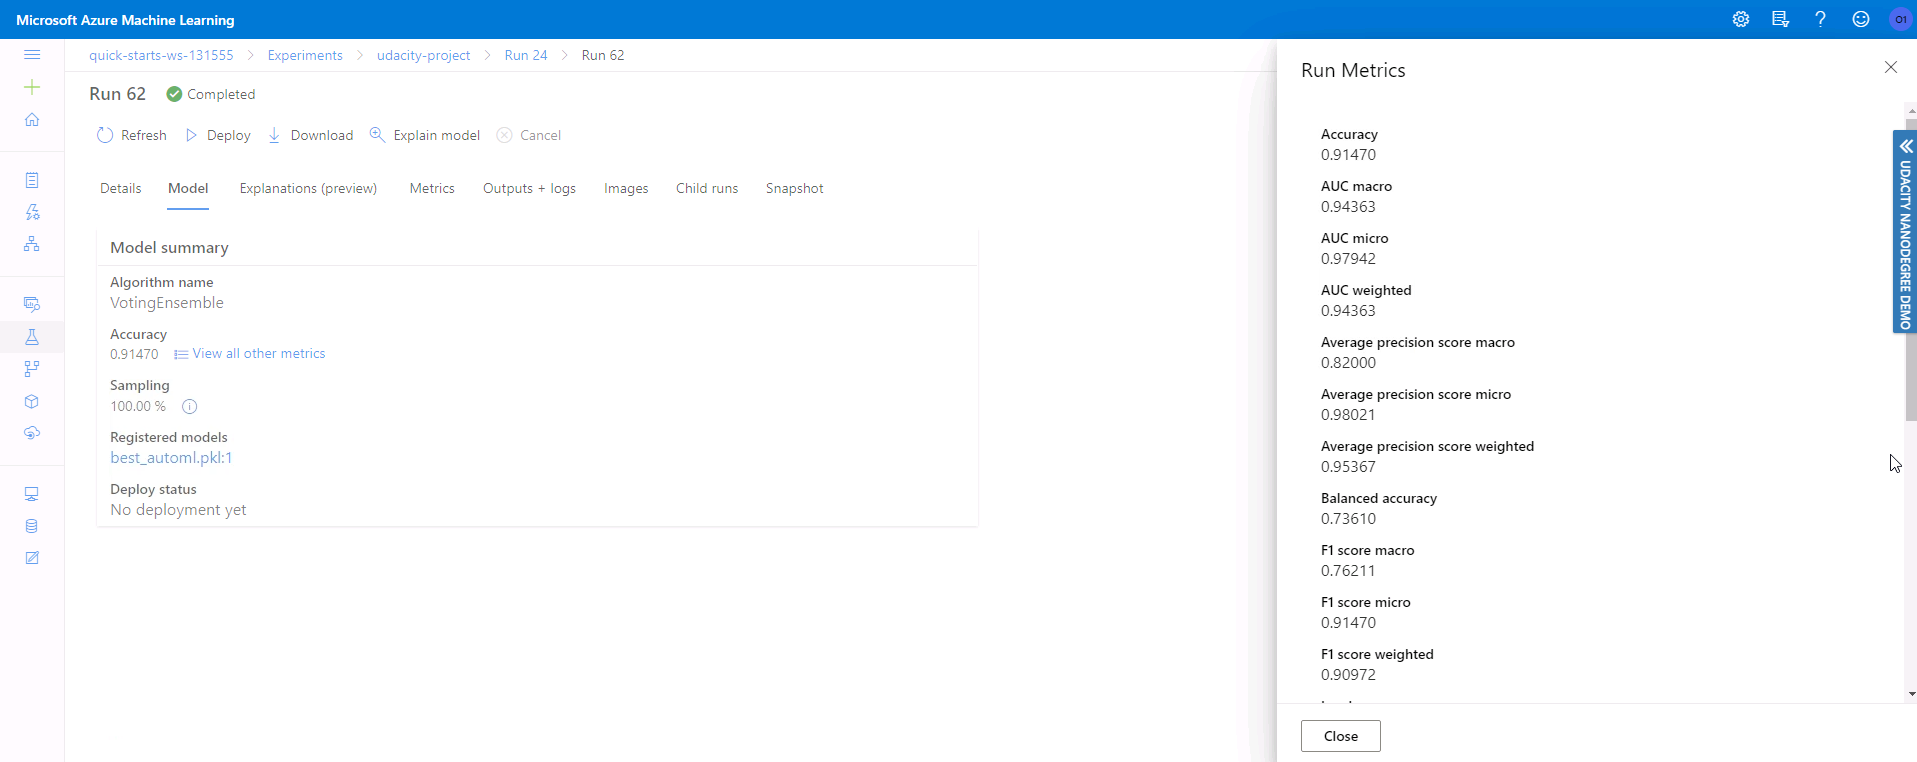 Microsoft Azure Machine Learning
O1
quick-starts-ws-131555 > Experiments > udacity-project > Run 24 > Run 62
Run 62 Completed
Refresh Deploy Download Explain model Cancel
Details Model Explanations (preview) Metrics Outputs + logs Images Child runs Snapshot
Model summary
Algorithm name
VotingEnsemble
Accuracy
0.91470 View all other metrics
Sampling
100.00 %
Registered models
best_automl.pkl:1
Deploy status
No deployment yet
Run Metrics
Accuracy
0.91470
AUC macro
0.94363
AUC micro
0.97942
AUC weighted
0.94363
Average precision score macro
0.82000
Average precision score micro
0.98021
Average precision score weighted
0.95367
Balanced accuracy
0.73610
F1 score macro
0.76211
F1 score micro
0.91470
F1 score weighted
0.90972
Close
UDACITY NANODEGREE DEMO